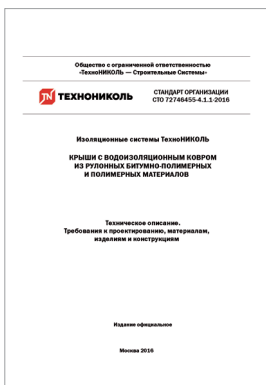 Общество с ограниченной ответственностью
«ТехноНИКОЛЬ — Строительные Системы»
ТЕХНОНИКОЛЬ
СТАНДАРТ ОРГАНИЗАЦИИ
СТО 72746455-4.1.1-2016
Изоляционные системы ТехноНИКОЛЬ
КРЫШИ С ВОДОИЗОЛЯЦИОННЫМ КОВРОМ
ИЗ РУЛОННЫХ БИТУМНО-ПОЛИМЕРНЫХ
И ПОЛИМЕРНЫХ МАТЕРИАЛОВ
Техническое описание.
Требования к проектированию, материалам,
изделиям и конструкциям
Издание официальное
Москва 2016